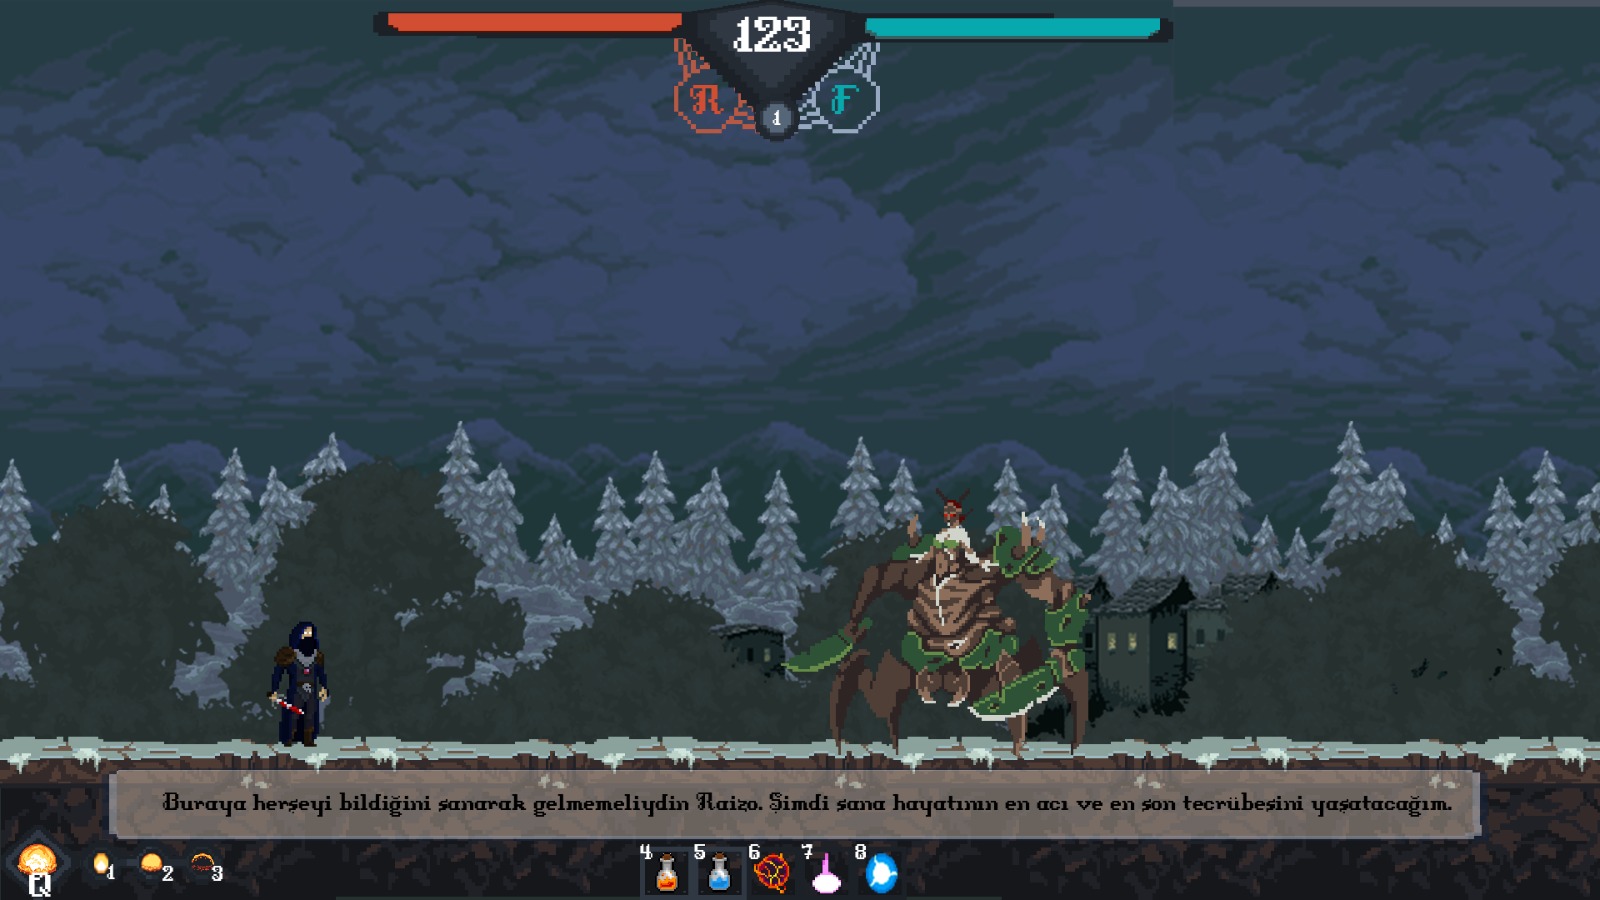 123
R
F
1
Buraya herşeyi bildiğini sanarak gelmemeliydin Raizo. Şimdi sana hayatının en acı ve en son tecrübesini yaşatacağım.
4 5 6 7 8
Q 1 2 3